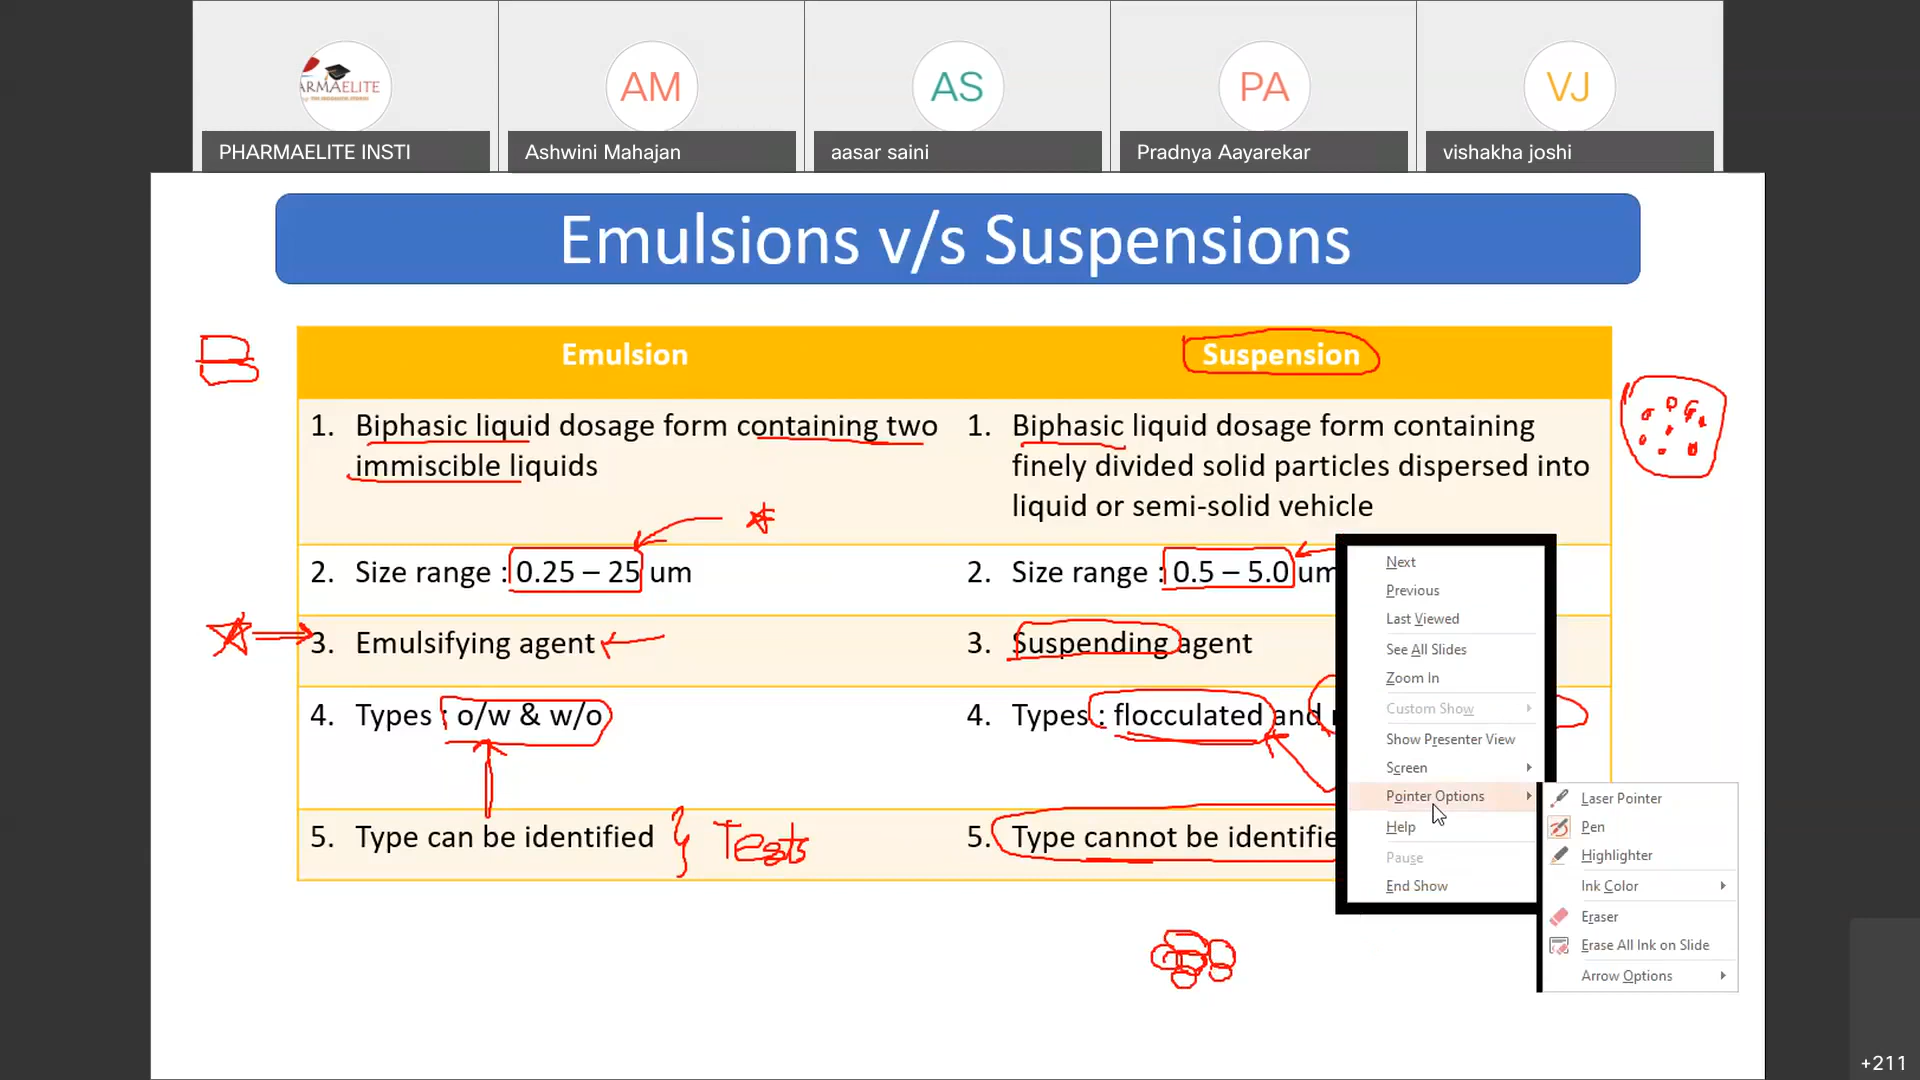 ARMAELITE
AM
AS
PA
VJ
PHARMAELITE INSTI
Ashwini Mahajan
aasar saini
Pradnya Aayarekar
vishakha joshi
Emulsions v/s Suspensions
Emulsion
Suspension
1. Biphasic liquid dosage form containing two
immiscible liquids
1. Biphasic liquid dosage form containing
finely divided solid particles dispersed into
liquid or semi-solid vehicle
2. Size range : 0.25 – 25 um
2. Size range : 0.5 – 5.0 um
3. Emulsifying agent
3. Suspending agent
4. Types : o/w & w/o
4. Types : flocculated and
5. Type can be identified
Tests
5. Type cannot be identifie
Next
Previous
Last Viewed
See All Slides
Zoom In
Custom Show
Show Presenter View
Screen
Pointer Options
Help
Pause
End Show
Laser Pointer
Pen
Highlighter
Ink Color
Eraser
Erase All Ink on Slide
Arrow Options
+211